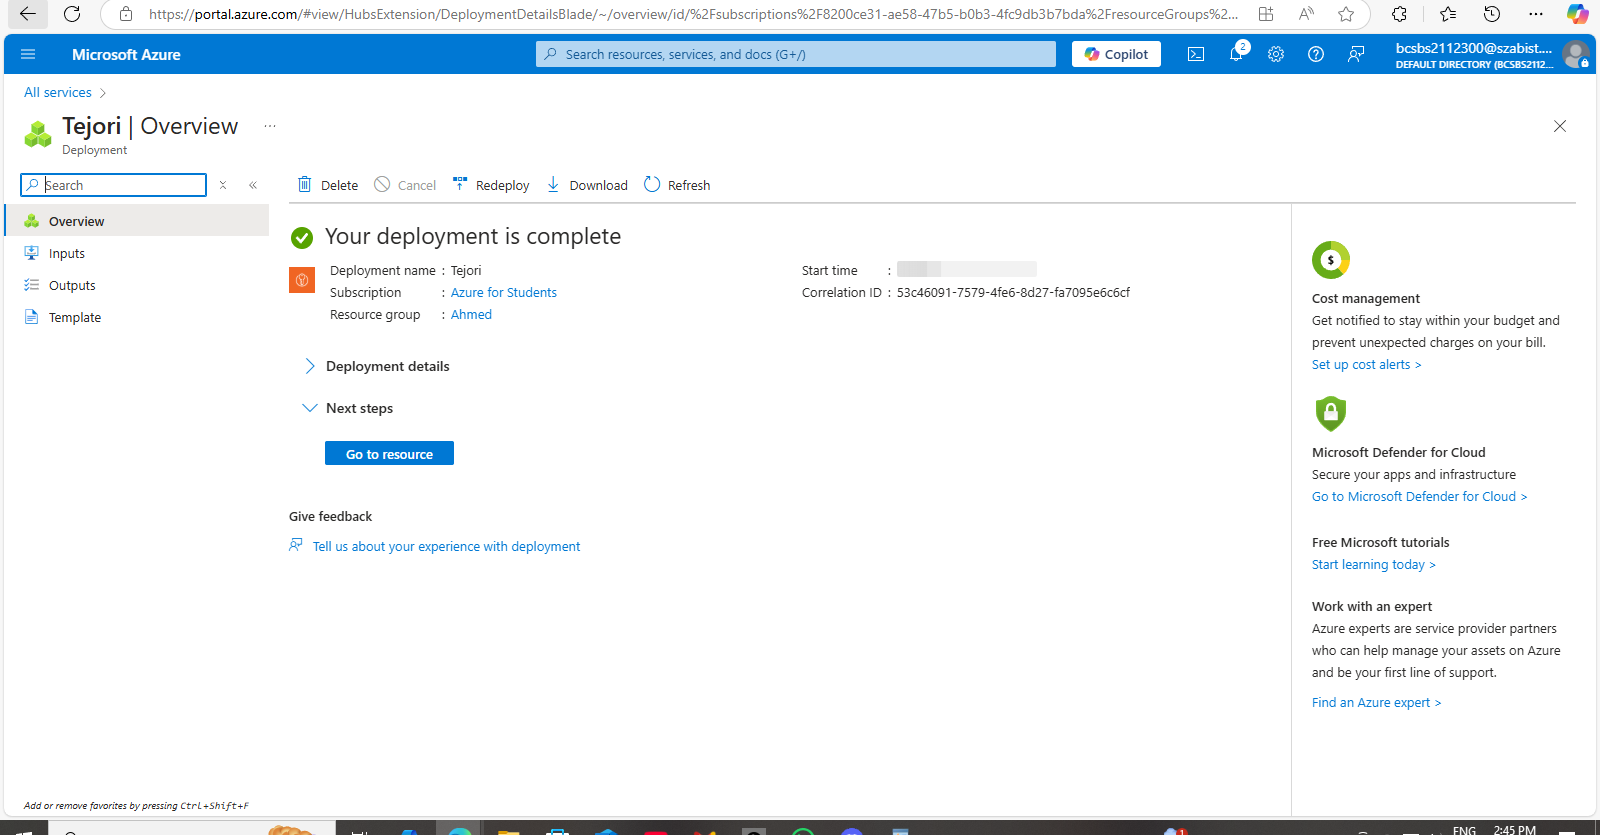 https://portal.azure.com/#view/HubsExtension/DeploymentDetailsBlade/~/overview/id/%2Fsubscriptions%2F8200ce31-ae58-47b5-b0b3-4fc9db3b7bda%2FresourceGroups%2...
Microsoft Azure
Search resources, services, and docs (G+/)
Copilot
2
bcsbs2112300@szabist....
DEFAULT DIRECTORY (BCSBS2112...
All services
Tejori | Overview
Deployment
Search
Delete
Cancel
Redeploy
Download
Refresh
Overview
Inputs
Outputs
Template
Your deployment is complete
Deployment name : Tejori
Subscription : Azure for Students
Resource group : Ahmed
Start time :
Correlation ID : 53c46091-7579-4fe6-8d27-fa7095e6c6cf
Deployment details
Next steps
Go to resource
Give feedback
Tell us about your experience with deployment
$
Cost management
Get notified to stay within your budget and
prevent unexpected charges on your bill.
Set up cost alerts >
Microsoft Defender for Cloud
Secure your apps and infrastructure
Go to Microsoft Defender for Cloud >
Free Microsoft tutorials
Start learning today >
Work with an expert
Azure experts are service provider partners
who can help manage your assets on Azure
and be your first line of support.
Find an Azure expert >
Add or remove favorites by pressing Ctrl+Shift+F
1
ENG
2:45 PM